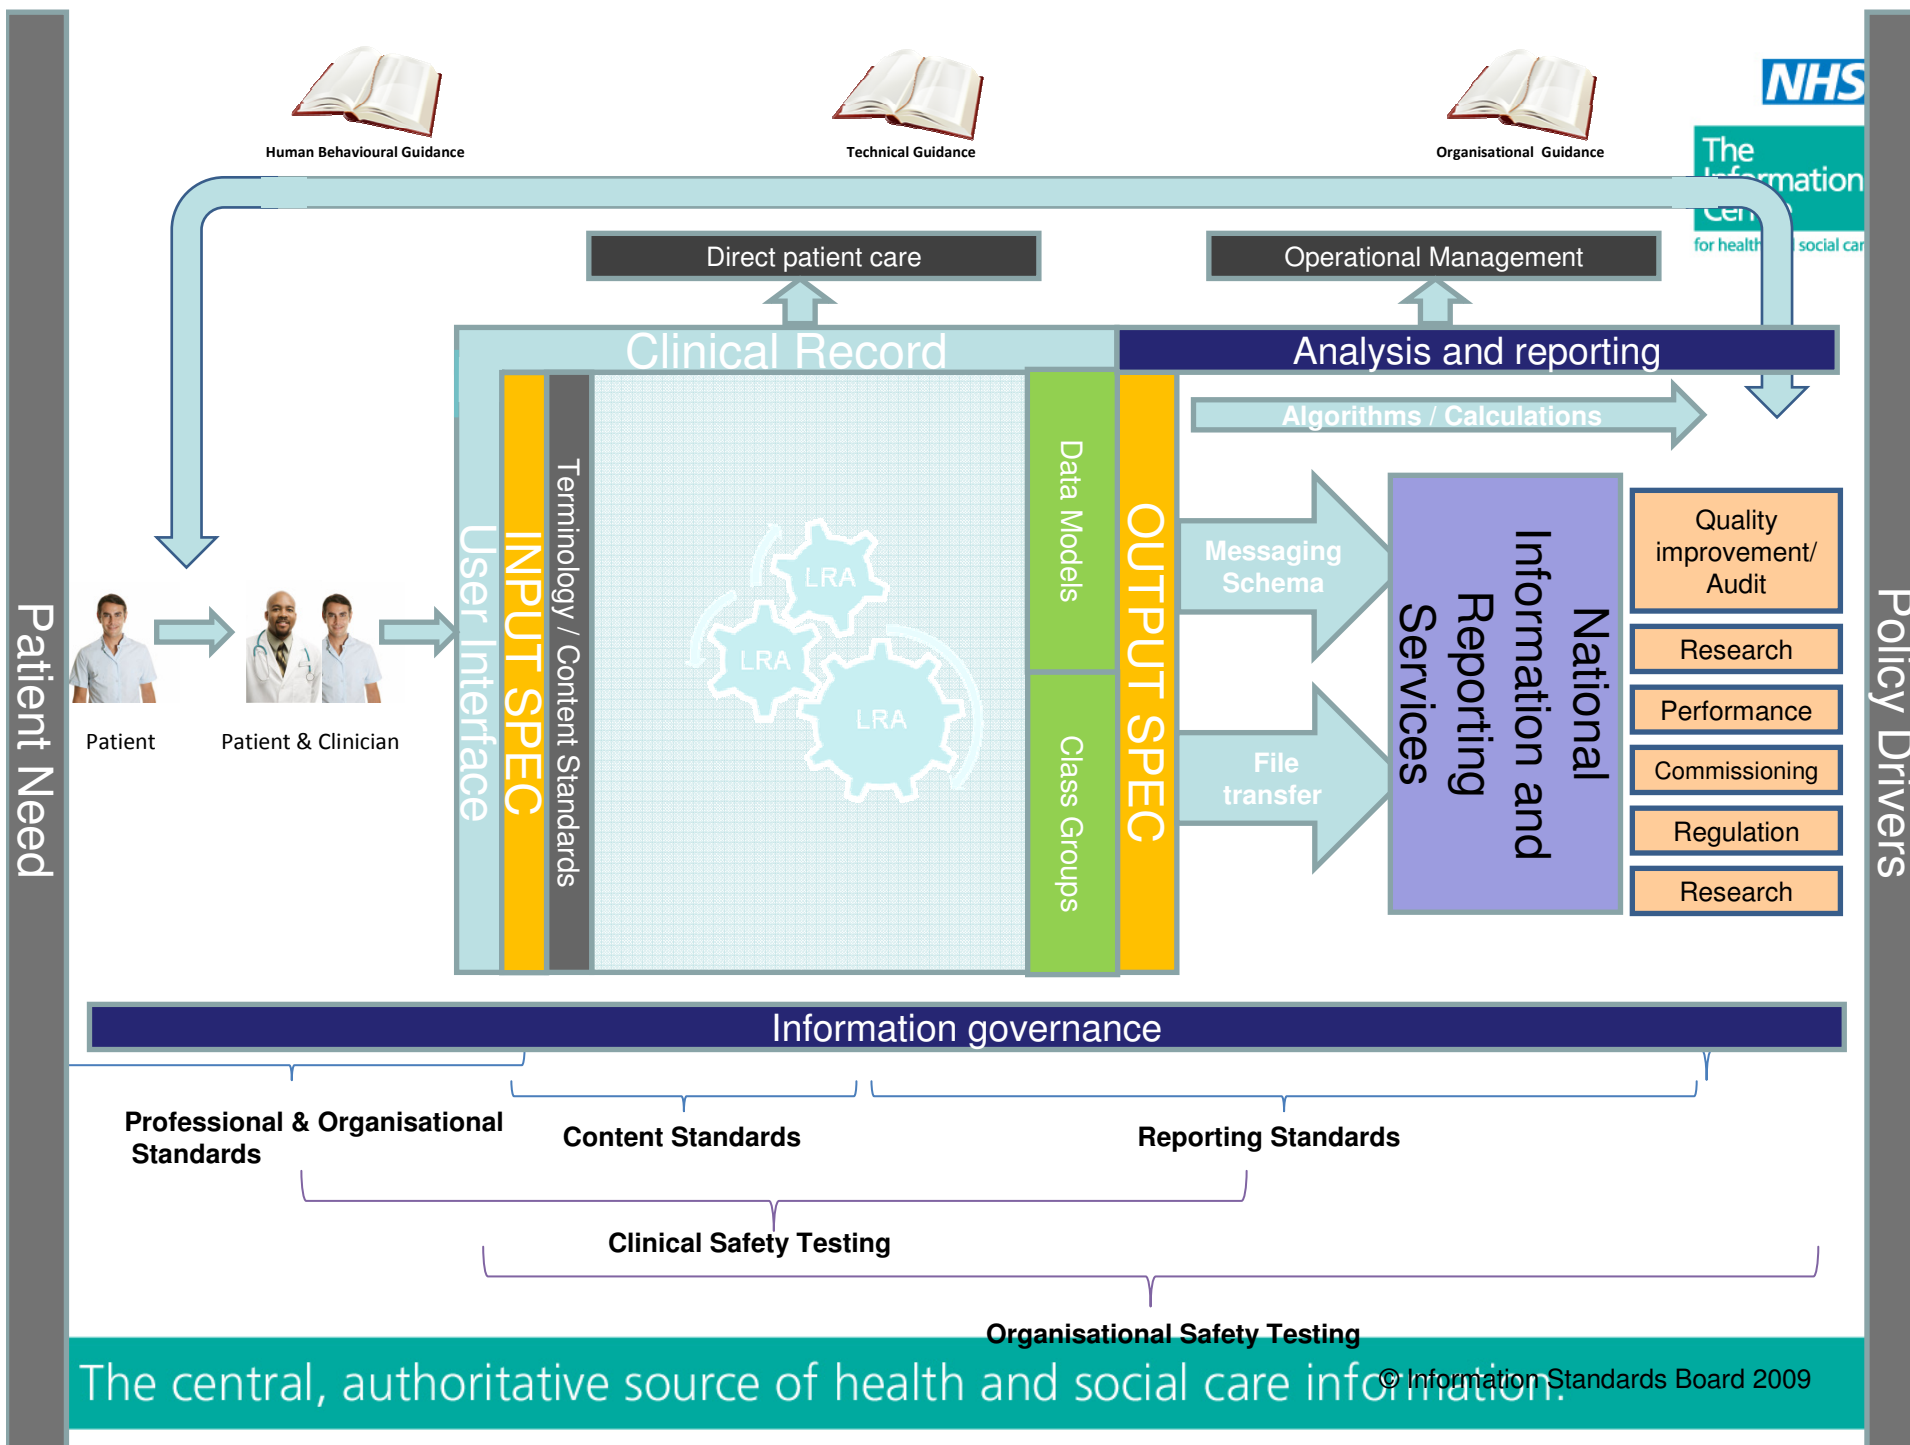 Human Behavioural Guidance
Technical Guidance
Organisational Guidance
NHS
The
Information
Centre
for health social car
Direct patient care
Operational Management
Clinical Record
Analysis and reporting
Algorithms / Calculations
Patient Need
Patient
Patient & Clinician
User Interface
INPUT SPEC
Terminology / Content Standards
LRA
LRA
LRA
Data Models
Class Groups
OUTPUT SPEC
Messaging
Schema
File
transfer
National
Information and
Reporting
Services
Quality
improvement/
Audit
Research
Performance
Commissioning
Regulation
Research
Policy Drivers
Information governance
Professional & Organisational
Standards
Content Standards
Reporting Standards
Clinical Safety Testing
Organisational Safety Testing
The central, authoritative source of health and social care information.
© Information Standards Board 2009